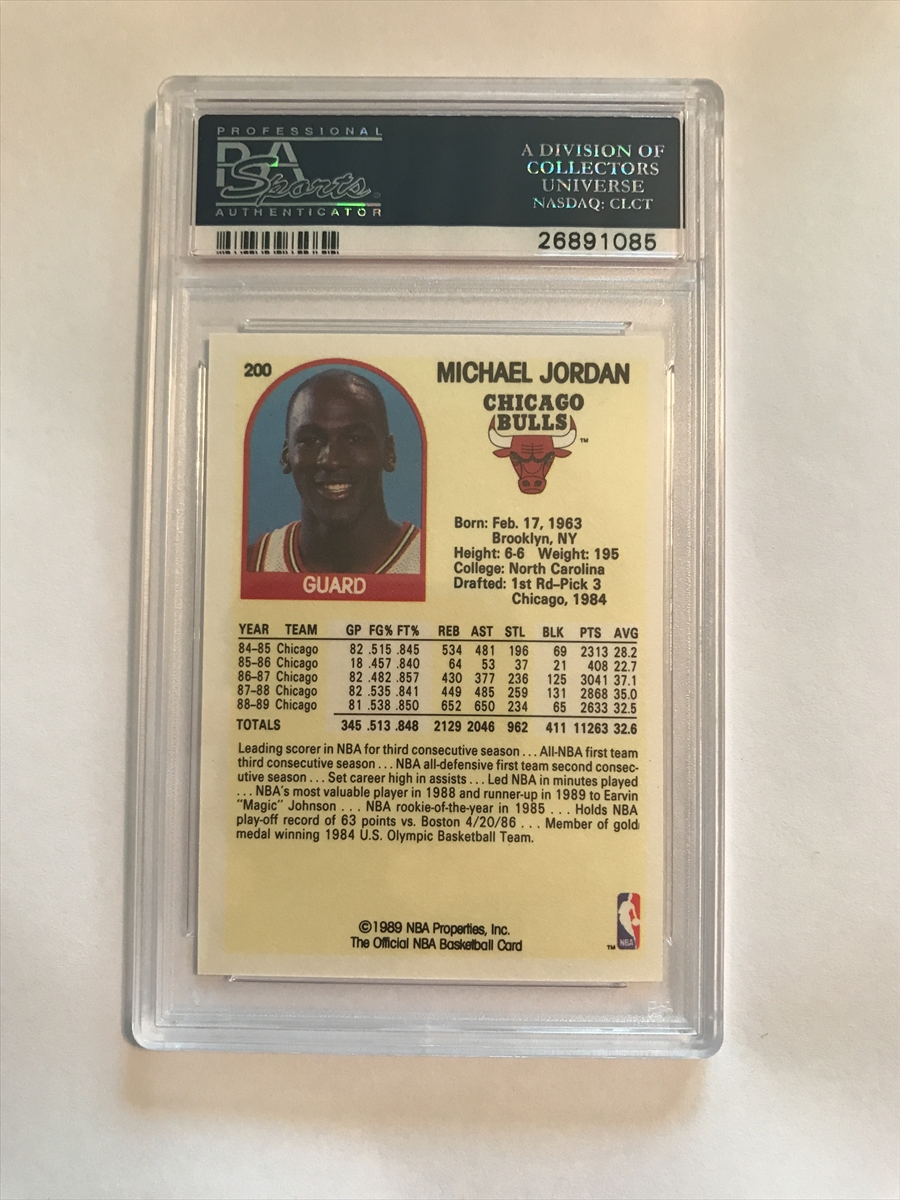 PROFESSIONAL
PSA
Sports
AUTHENTICATOR
A DIVISION OF
COLLECTORS
UNIVERSE
NASDAQ: CLCT
26891085
200
MICHAEL JORDAN
CHICAGO
BULLS
™
Born: Feb. 17, 1963
Brooklyn, NY
Height: 6-6 Weight: 195
College: North Carolina
Drafted: 1st Rd-Pick 3
Chicago, 1984
GUARD
YEAR TEAM GP FG% FT% REB AST STL BLK PTS AVG
84-85 Chicago 82 .515 .845 534 481 196 69 2313 28.2
85-86 Chicago 18 .457 .840 64 53 37 21 408 22.7
86-87 Chicago 82 .482 .857 430 377 236 125 3041 37.1
87-88 Chicago 82 .535 .841 449 485 259 131 2868 35.0
88-89 Chicago 81 .538 .850 652 650 234 65 2633 32.5
TOTALS 345 .513 .848 2129 2046 962 411 11263 32.6
Leading scorer in NBA for third consecutive season . . . All-NBA first team
third consecutive season . . . NBA all-defensive first team second consec-
utive season . . . Set career high in assists . . . Led NBA in minutes played
. . . NBA's most valuable player in 1988 and runner-up in 1989 to Earvin
"Magic" Johnson . . . NBA rookie-of-the-year in 1985 . . . Holds NBA
play-off record of 63 points vs. Boston 4/20/86 . . . Member of gold
medal winning 1984 U.S. Olympic Basketball Team.
©1989 NBA Properties, Inc.
The Official NBA Basketball Card
™
NBA